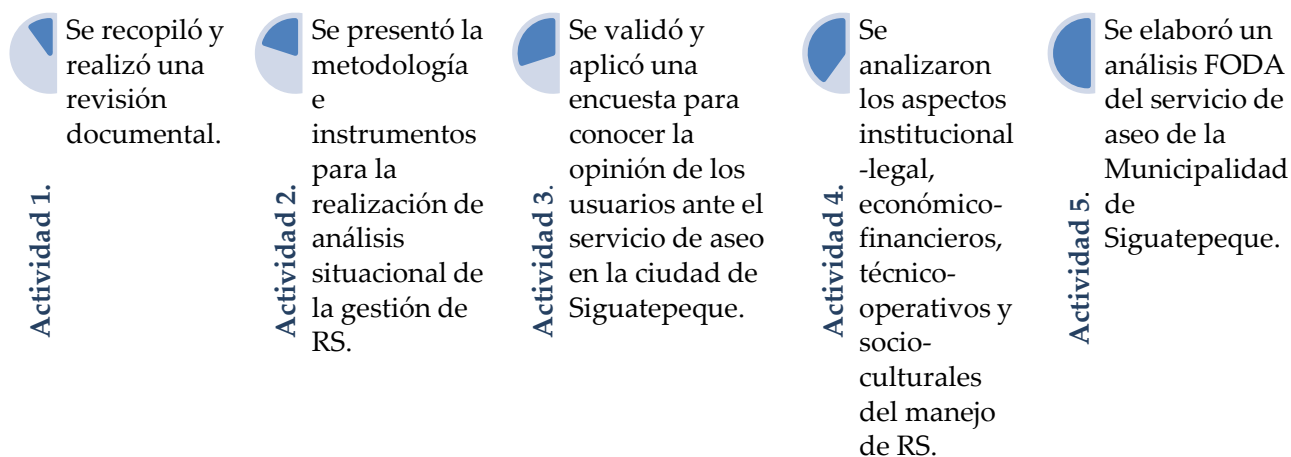 Actividad 1.
Se recopiló y
realizó una
revisión
documental.
Actividad 2.
Se presentó la
metodología
e
instrumentos
para la
realización de
análisis
situacional de
la gestión de
RS.
Actividad 3.
Se validó y
aplicó una
encuesta para
conocer la
opinión de los
usuarios ante el
servicio de aseo
en la ciudad de
Siguatepeque.
Actividad 4.
Se
analizaron
los aspectos
institucional
-legal,
económico-
financieros,
técnico-
operativos y
socio-
culturales
del manejo
de RS.
Actividad 5.
Se elaboró un
análisis FODA
del servicio de
aseo de la
Municipalidad
de
Siguatepeque.